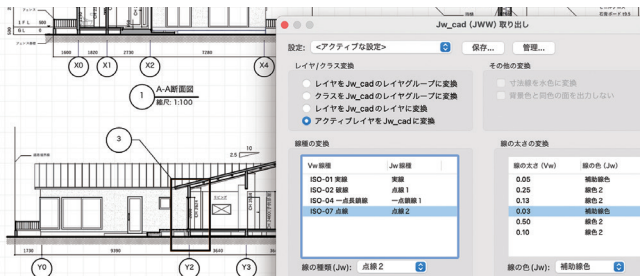 Jw_cad (JWW) 取り出し
設定: <アクティブな設定> 保存... 管理...
レイヤ/クラス変換
レイヤをJw_cadのレイヤグループに変換
クラスをJw_cadのレイヤグループに変換
レイヤをJw_cadのレイヤに変換
アクティブレイヤをJw_cadに変換
その他の変換
寸法線を水色に変換
背景色と同色の面を出力しない
線種の変換
Vw 線種 Jw 線種
ISO-01 実線 実線
ISO-02 破線 点線 1
ISO-04 一点長鎖線 一点鎖線 1
ISO-07 点線 点線 2
線の種類(Jw): 点線 2
線の太さの変換
線の太さ (Vw) 線の色 (Jw)
0.05 補助線色
0.25 線色 2
0.13 線色 2
0.03 補助線色
0.50 線色 2
0.10 線色 2
線の色(Jw): 補助線色
1FL 500
GL 0
1600 1820 2730 7280
X0 X1 X2 X4
1 A-A断面図
縮尺: 1:100
3
10
2.5
1700 9390 3640
Y0 Y2 Y3